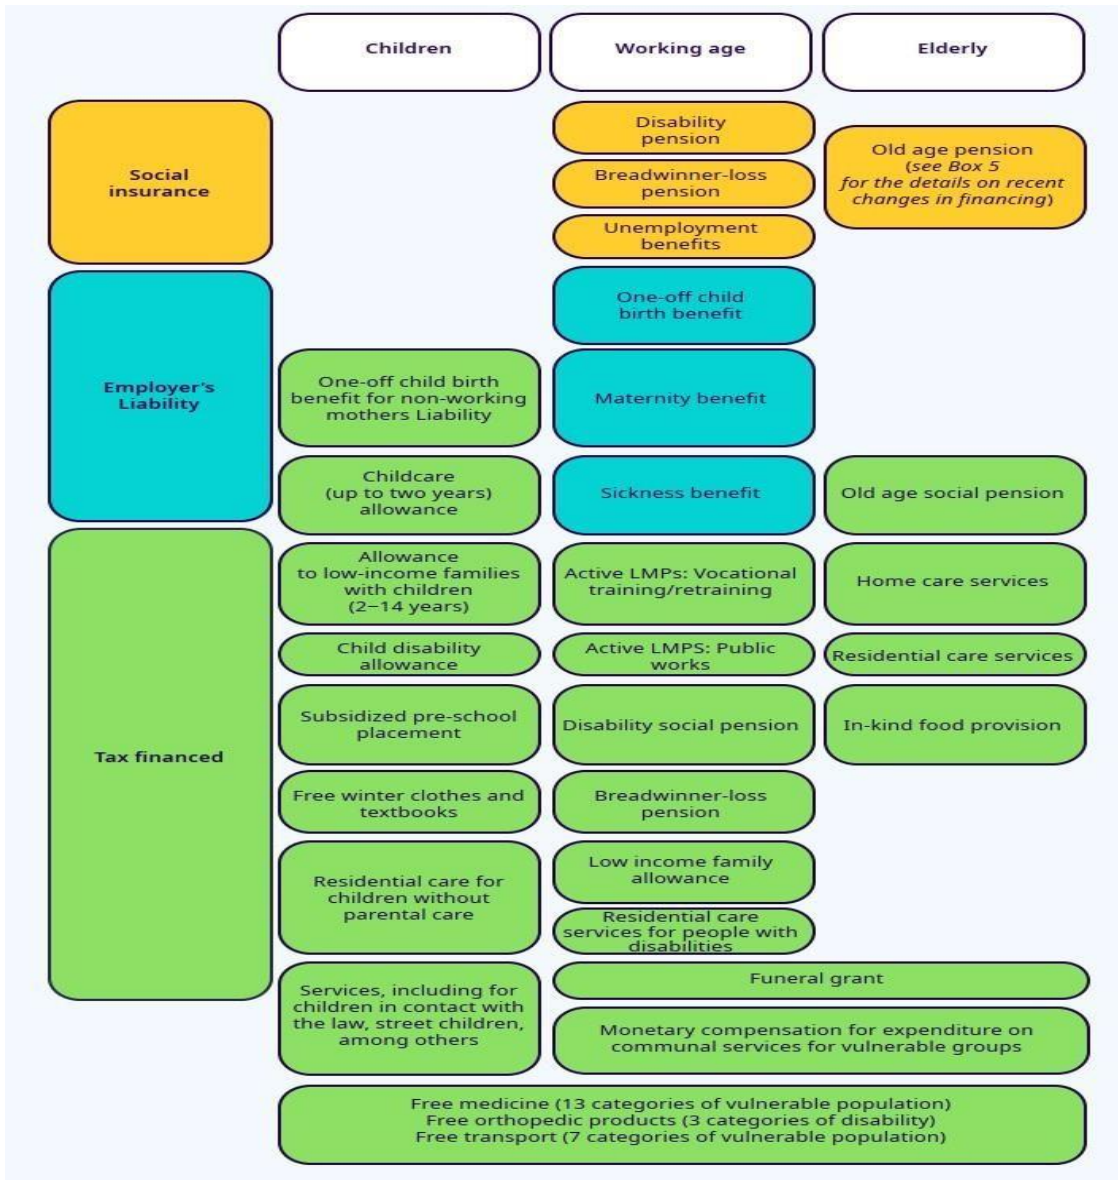 Children
Working age
Elderly
Social
insurance
Disability
pension
Breadwinner-loss
pension
Unemployment
benefits
Old age pension
(see Box 5
for the details on recent
changes in financing)
Employer's
Liability
One-off child
birth benefit
One-off child birth
benefit for non-working
mothers Liability
Maternity benefit
Childcare
(up to two years)
allowance
Sickness benefit
Old age social pension
Tax financed
Allowance
to low-income families
with children
(2−14 years)
Active LMPs: Vocational
training/retraining
Home care services
Child disability
allowance
Active LMPS: Public
works
Residential care services
Subsidized pre-school
placement
Disability social pension
In-kind food provision
Free winter clothes and
textbooks
Breadwinner-loss
pension
Residential care for
children without
parental care
Low income family
allowance
Residential care
services for people with
disabilities
Services, including for
children in contact with
the law, street children,
among others
Funeral grant
Monetary compensation for expenditure on
communal services for vulnerable groups
Free medicine (13 categories of vulnerable population)
Free orthopedic products (3 categories of disability)
Free transport (7 categories of vulnerable population)